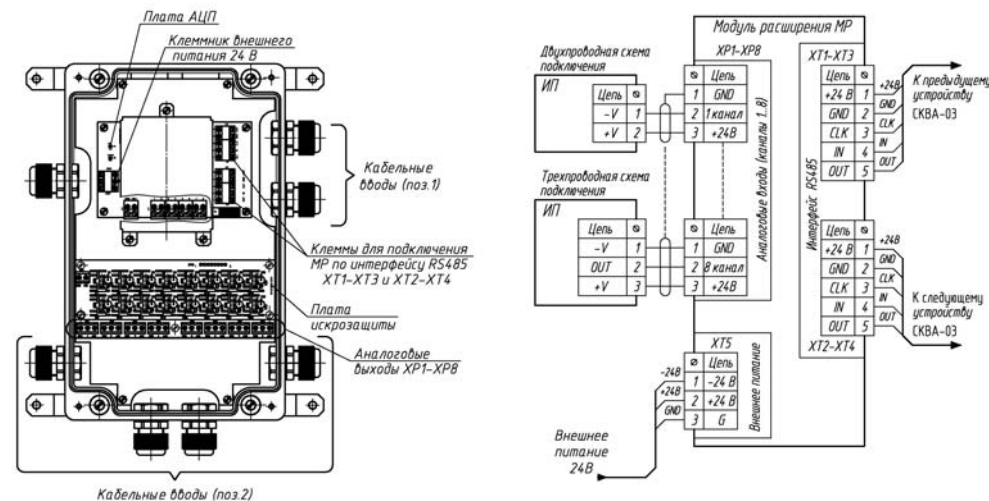 Плата АЦП
Клеммник внешнего
питания 24 В
Кабельные
вводы (поз.1)
Клеммы для подключения
МР по интерфейсу RS485
XT1-XT3 и XT2-XT4
Плата
искрозащиты
Аналоговые
выходы XP1-XP8
Кабельные вводы (поз.2)
Модуль расширения МР
Двухпроводная схема
подключения
ИП
Цепь
-V 1
+V 2
XP1-XP8
Цепь
1 GND
2 1 канал
3 +24В
Трехпроводная схема
подключения
ИП
Цепь
-V 1
OUT 2
+V 3
Цепь
1 GND
2 8 канал
3 +24В
Аналоговые входы (каналы 1..8)
XT1-XT3
Цепь
+24 В 1
GND 2
CLK 3
IN 4
OUT 5
+24В
GND
CLK
IN
OUT
К предыдущему
устройству
СКВА-03
Интерфейс RS485
Цепь
+24 В 1
GND 2
CLK 3
IN 4
OUT 5
XT2-XT4
+24В
GND
CLK
IN
OUT
К следующему
устройству
СКВА-03
XT5
Цепь
1 -24 В
2 +24 В
3 G
Внешнее питание
-24В
+24В
GND
Внешнее
питание
24В